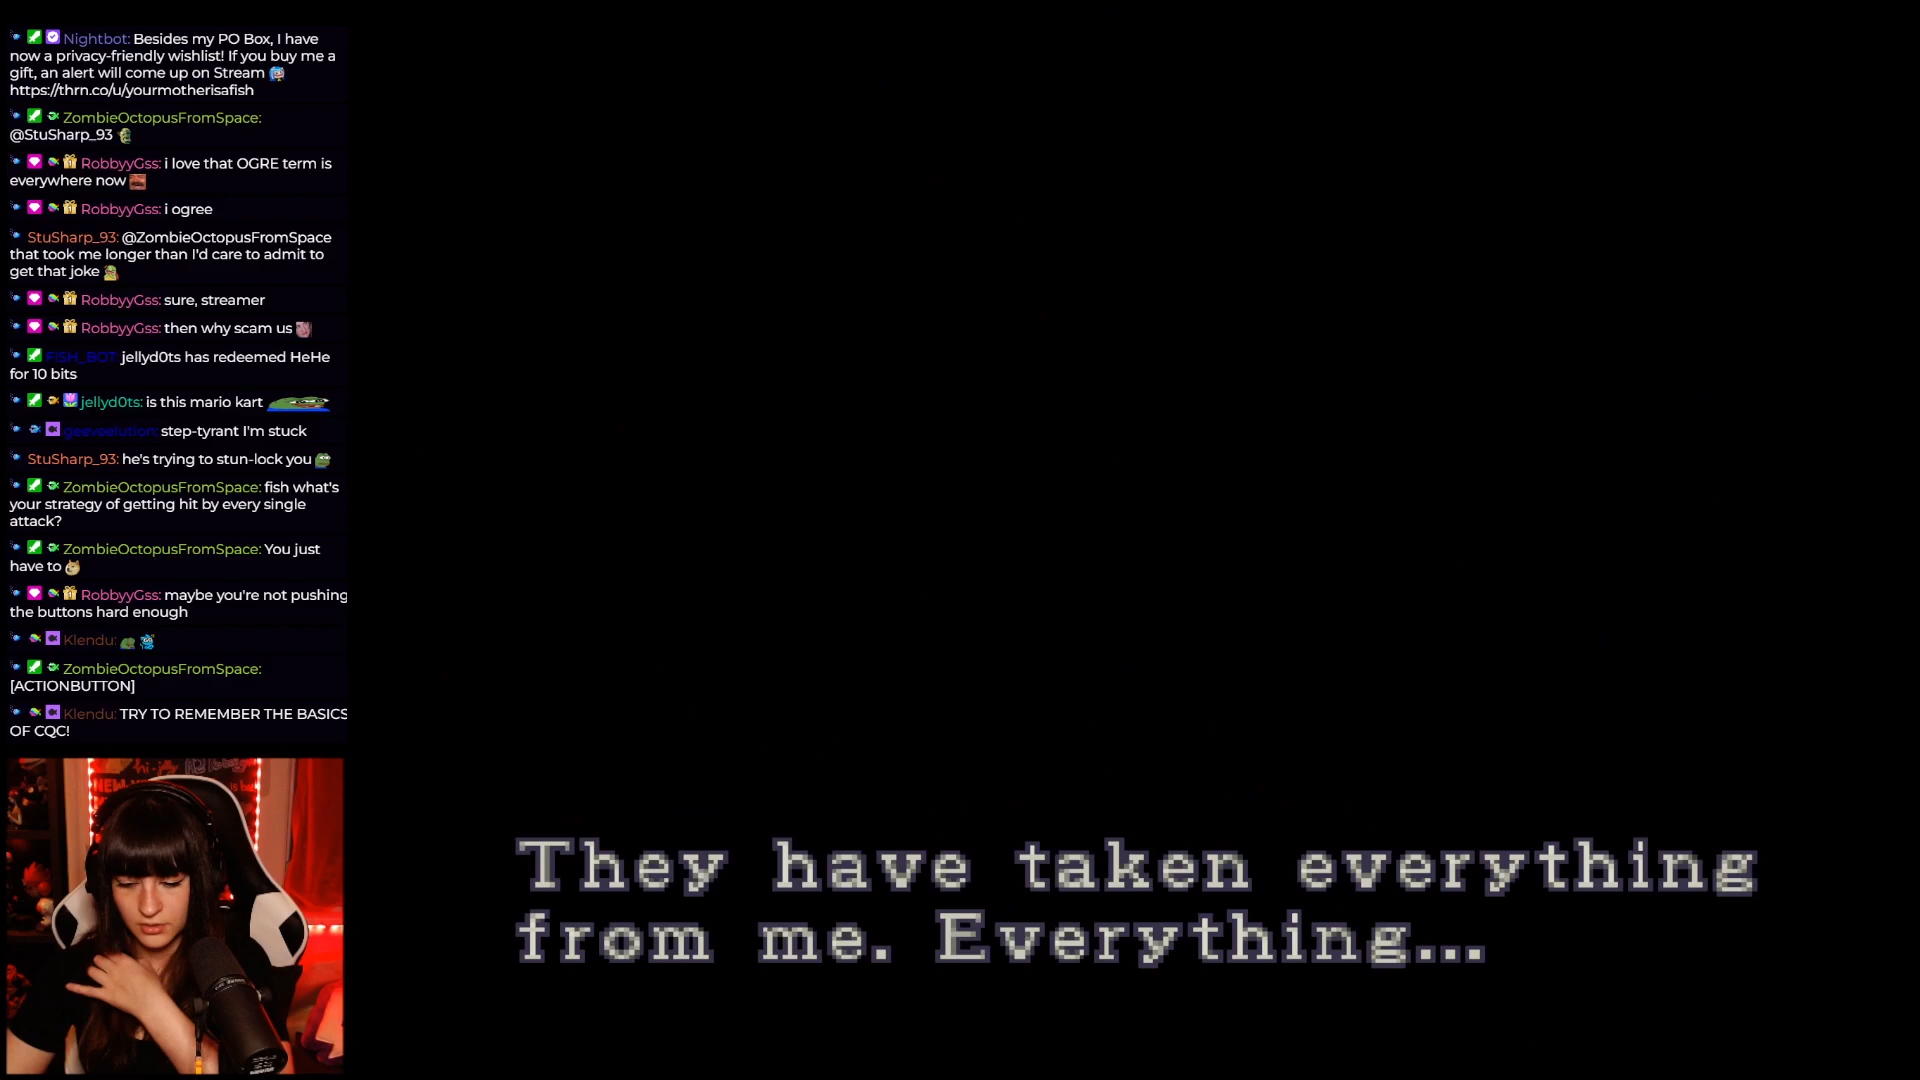 Nightbot: Besides my PO Box, I have
now a privacy-friendly wishlist! If you buy me a
gift, an alert will come up on Stream
https://thrn.co/u/yourmotherisafish
ZombieOctopusFromSpace:
@StuSharp_93
RobbyyGss: i love that OGRE term is
everywhere now
RobbyyGss: i ogree
StuSharp_93: @ZombieOctopusFromSpace
that took me longer than I'd care to admit to
get that joke
RobbyyGss: sure, streamer
RobbyyGss: then why scam us
FISH_BOT jellyd0ts has redeemed HeHe
for 10 bits
jellyd0ts: is this mario kart
geeveelution: step-tyrant I'm stuck
StuSharp_93: he's trying to stun-lock you
ZombieOctopusFromSpace: fish what's
your strategy of getting hit by every single
attack?
ZombieOctopusFromSpace: You just
have to
RobbyyGss: maybe you're not pushing
the buttons hard enough
Klendu:
ZombieOctopusFromSpace:
[ACTIONBUTTON]
Klendu: TRY TO REMEMBER THE BASICS
OF CQC!
They have taken everything
from me. Everything...